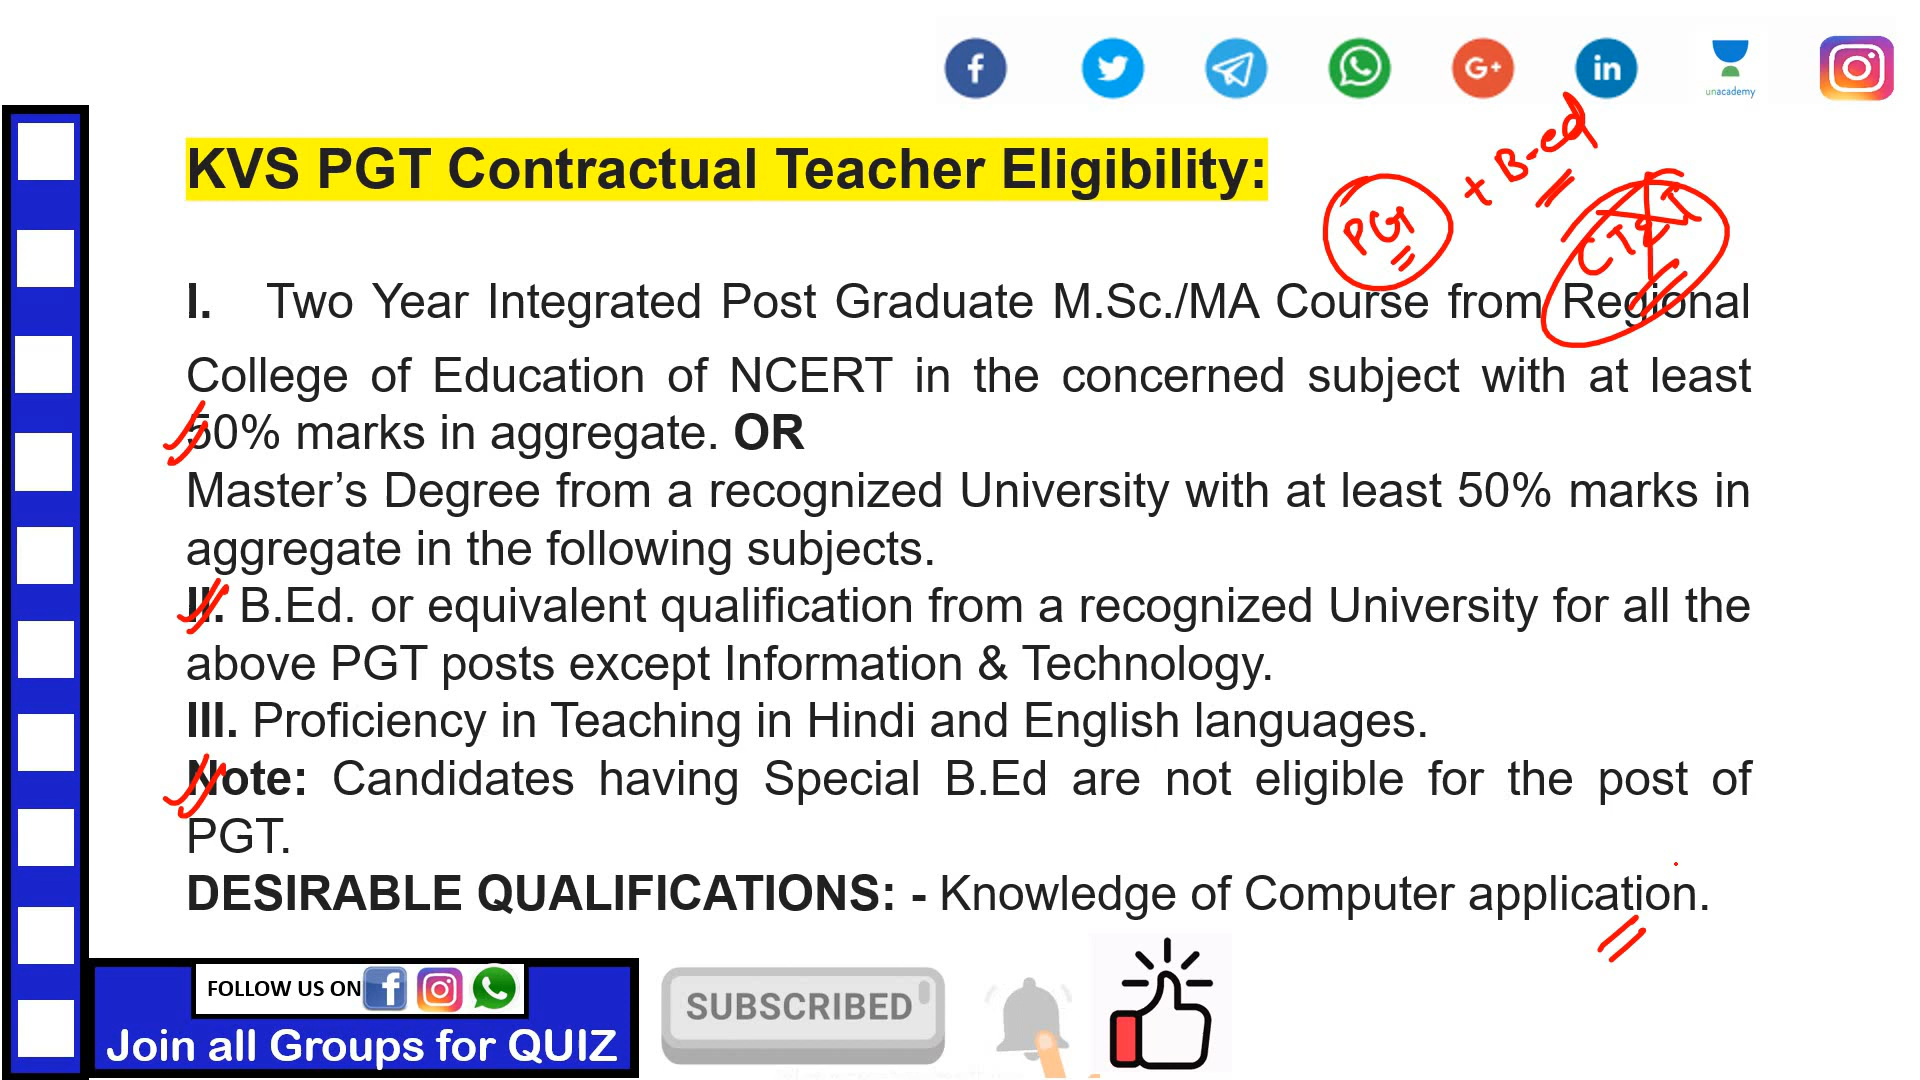 f
G+
in
unacademy
KVS PGT Contractual Teacher Eligibility:
PGT + B-ed
CTET
I. Two Year Integrated Post Graduate M.Sc./MA Course from Regional
College of Education of NCERT in the concerned subject with at least
50% marks in aggregate. OR
Master’s Degree from a recognized University with at least 50% marks in
aggregate in the following subjects.
II. B.Ed. or equivalent qualification from a recognized University for all the
above PGT posts except Information & Technology.
III. Proficiency in Teaching in Hindi and English languages.
Note: Candidates having Special B.Ed are not eligible for the post of
PGT.
DESIRABLE QUALIFICATIONS: - Knowledge of Computer application.
FOLLOW US ON f
Join all Groups for QUIZ
SUBSCRIBED